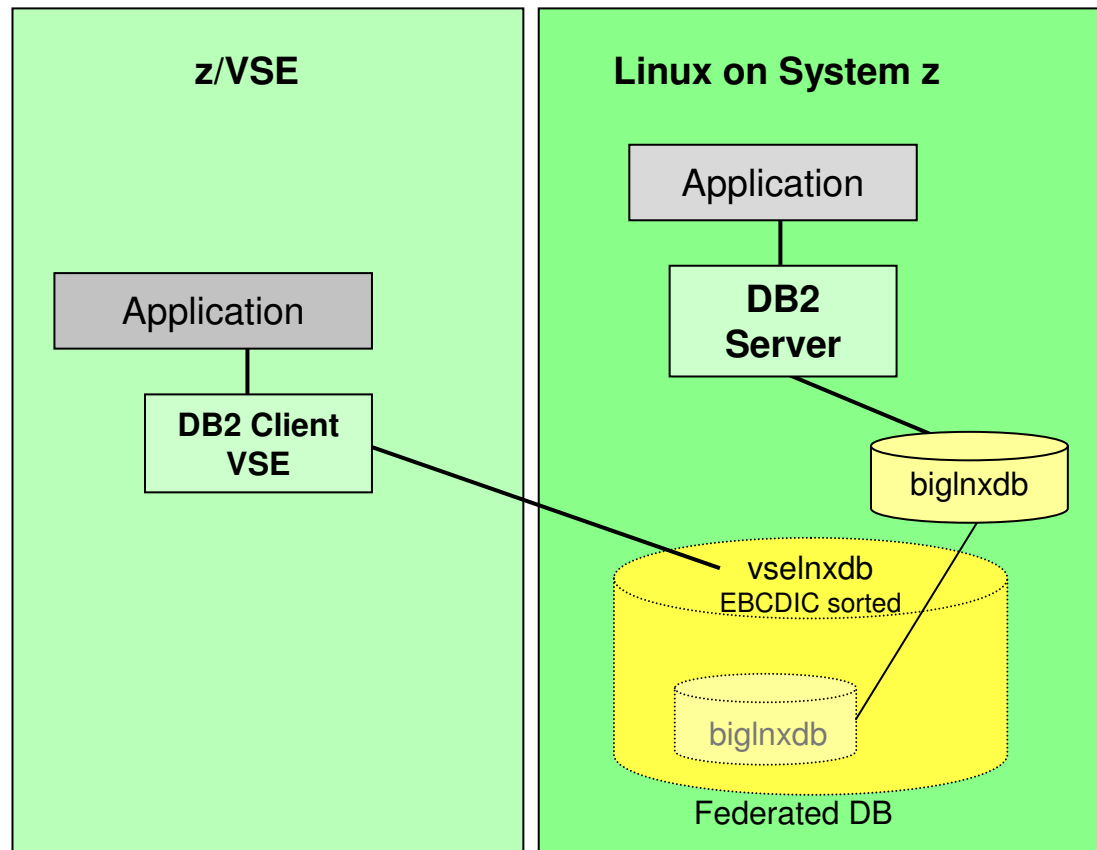 z/VSE
Application
DB2 Client
VSE
Linux on System z
Application
DB2
Server
biglnxdb
vselnxdb
EBCDIC sorted
biglnxdb
Federated DB